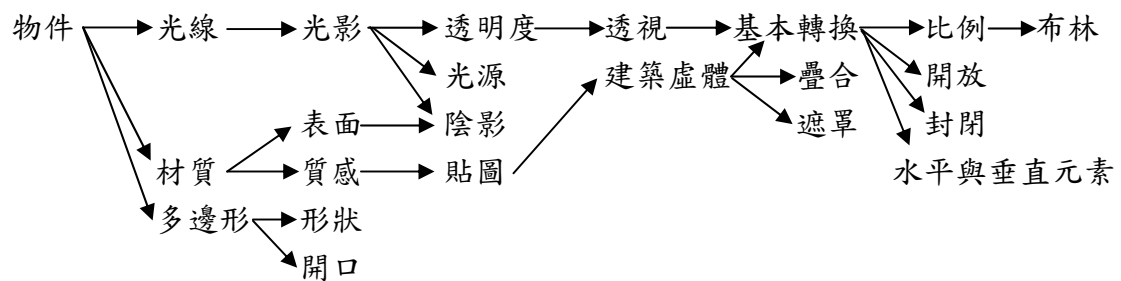 物件 光線 光影 透明度 透視 基本轉換 比例 布林
光源 建築虛體 疊合 開放
表面 陰影 遮罩 封閉
材質 質感 貼圖 水平與垂直元素
多邊形 形狀
開口